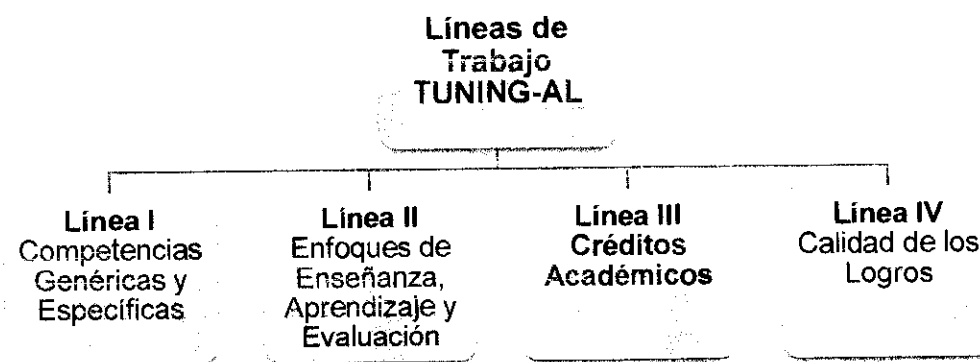 Líneas de
Trabajo
TUNING-AL
Línea I
Competencias
Genéricas y
Específicas
Línea II
Enfoques de
Enseñanza,
Aprendizaje y
Evaluación
Línea III
Créditos
Académicos
Línea IV
Calidad de los
Logros